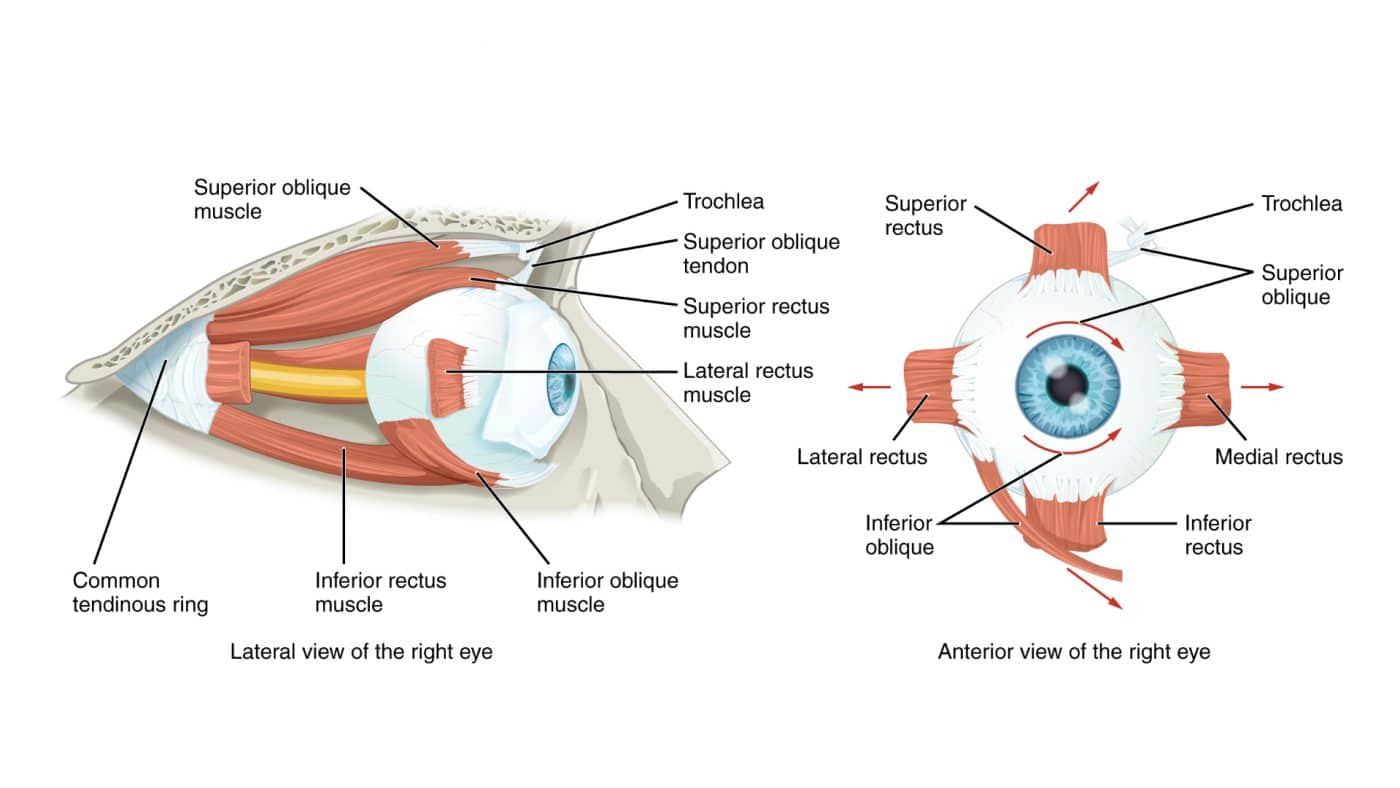 Superior oblique
muscle
Trochlea
Superior oblique
tendon
Superior rectus
muscle
Lateral rectus
muscle
Common
tendinous ring
Inferior rectus
muscle
Inferior oblique
muscle
Lateral view of the right eye
Superior
rectus
Trochlea
Superior
oblique
Lateral rectus
Medial rectus
Inferior
oblique
Inferior
rectus
Anterior view of the right eye